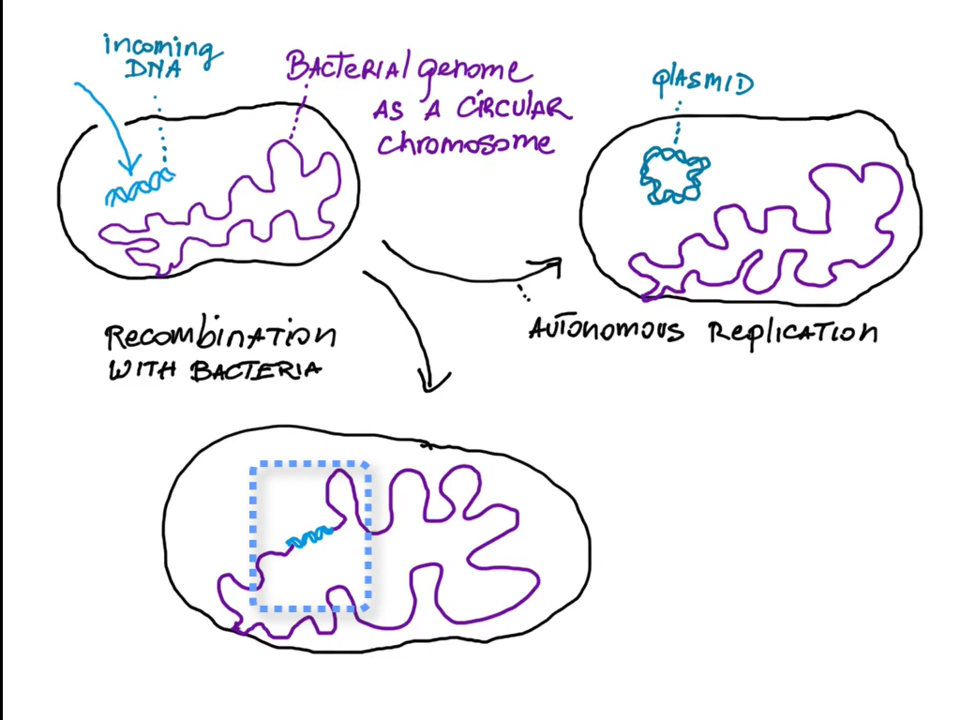 incoming
DNA
BACTERIAL genome
AS A CIRCULAR
chromosome
PLASMID
AUTONOMOUS REPLICATION
RECOMBINATION
WITH BACTERIA